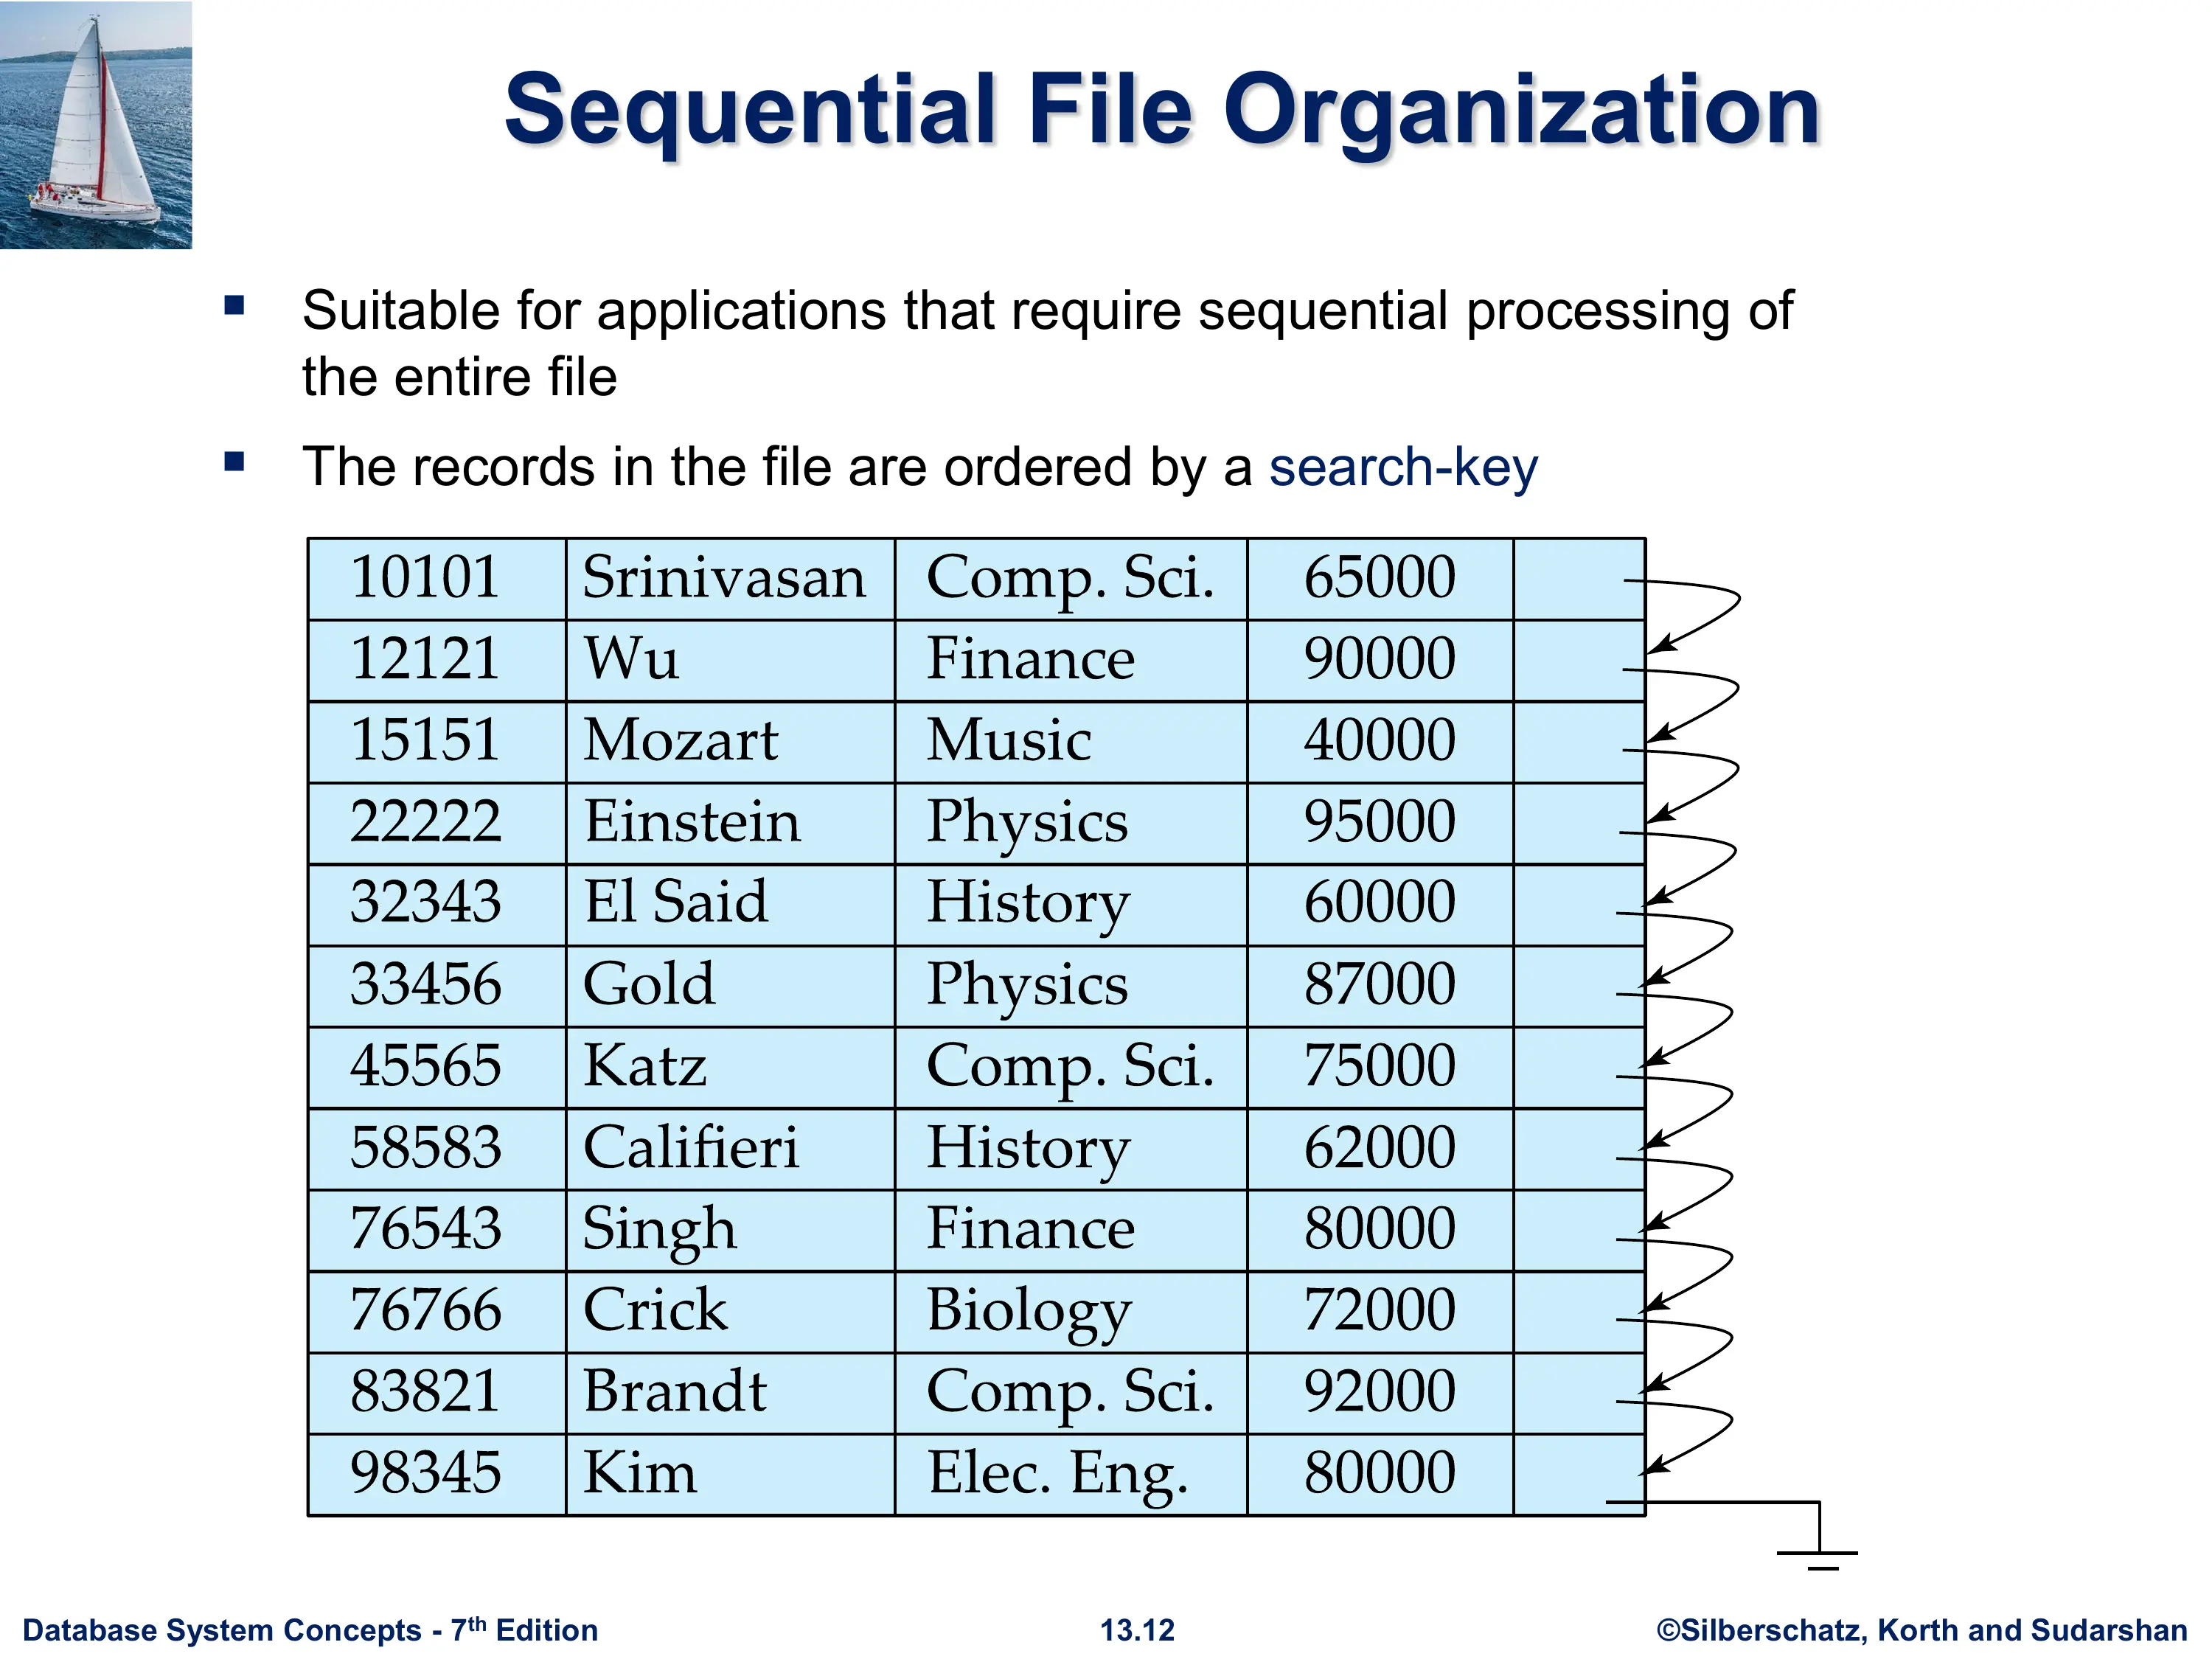 Sequential File Organization
▪ Suitable for applications that require sequential processing of
the entire file
▪ The records in the file are ordered by a search-key
10101 Srinivasan Comp. Sci. 65000
12121 Wu Finance 90000
15151 Mozart Music 40000
22222 Einstein Physics 95000
32343 El Said History 60000
33456 Gold Physics 87000
45565 Katz Comp. Sci. 75000
58583 Califieri History 62000
76543 Singh Finance 80000
76766 Crick Biology 72000
83821 Brandt Comp. Sci. 92000
98345 Kim Elec. Eng. 80000
Database System Concepts - 7th Edition 13.12 ©Silberschatz, Korth and Sudarshan